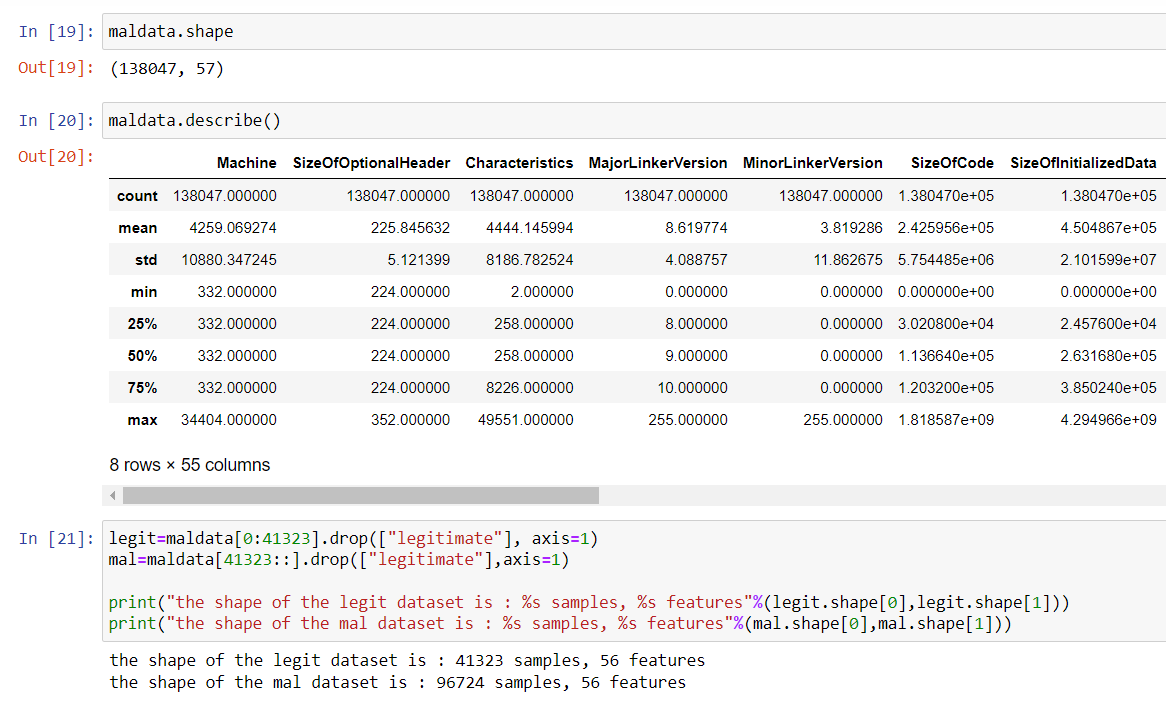 In [19]: maldata.shape
Out[19]: (138047, 57)
In [20]: maldata.describe()
Out[20]:
Machine SizeOfOptionalHeader Characteristics MajorLinkerVersion MinorLinkerVersion SizeOfCode SizeOfInitializedData
count 138047.000000 138047.000000 138047.000000 138047.000000 138047.000000 1.380470e+05 1.380470e+05
mean 4259.069274 225.845632 4444.145994 8.619774 3.819286 2.425956e+05 4.504867e+05
std 10880.347245 5.121399 8186.782524 4.088757 11.862675 5.754485e+06 2.101599e+07
min 332.000000 224.000000 2.000000 0.000000 0.000000 0.000000e+00 0.000000e+00
25% 332.000000 224.000000 258.000000 8.000000 0.000000 3.020800e+04 2.457600e+04
50% 332.000000 224.000000 258.000000 9.000000 0.000000 1.136640e+05 2.631680e+05
75% 332.000000 224.000000 8226.000000 10.000000 0.000000 1.203200e+05 3.850240e+05
max 34404.000000 352.000000 49551.000000 255.000000 255.000000 1.818587e+09 4.294966e+09
8 rows × 55 columns
In [21]: legit=maldata[0:41323].drop(["legitimate"], axis=1)
mal=maldata[41323::].drop(["legitimate"],axis=1)
print("the shape of the legit dataset is : %s samples, %s features"%(legit.shape[0],legit.shape[1]))
print("the shape of the mal dataset is : %s samples, %s features"%(mal.shape[0],mal.shape[1]))
the shape of the legit dataset is : 41323 samples, 56 features
the shape of the mal dataset is : 96724 samples, 56 features